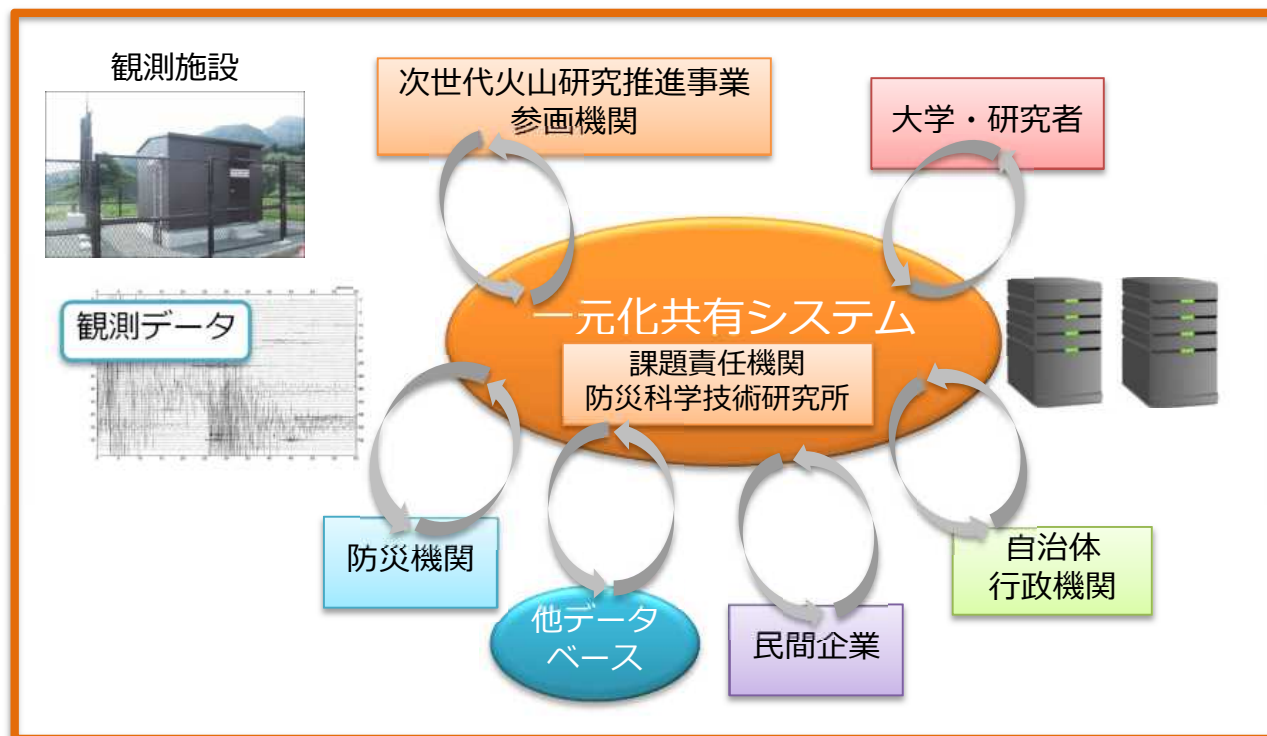 観測施設
次世代火山研究推進事業
参画機関
大学・研究者
観測データ
一元化共有システム
課題責任機関
防災科学技術研究所
防災機関
他データ
ベース
民間企業
自治体
行政機関